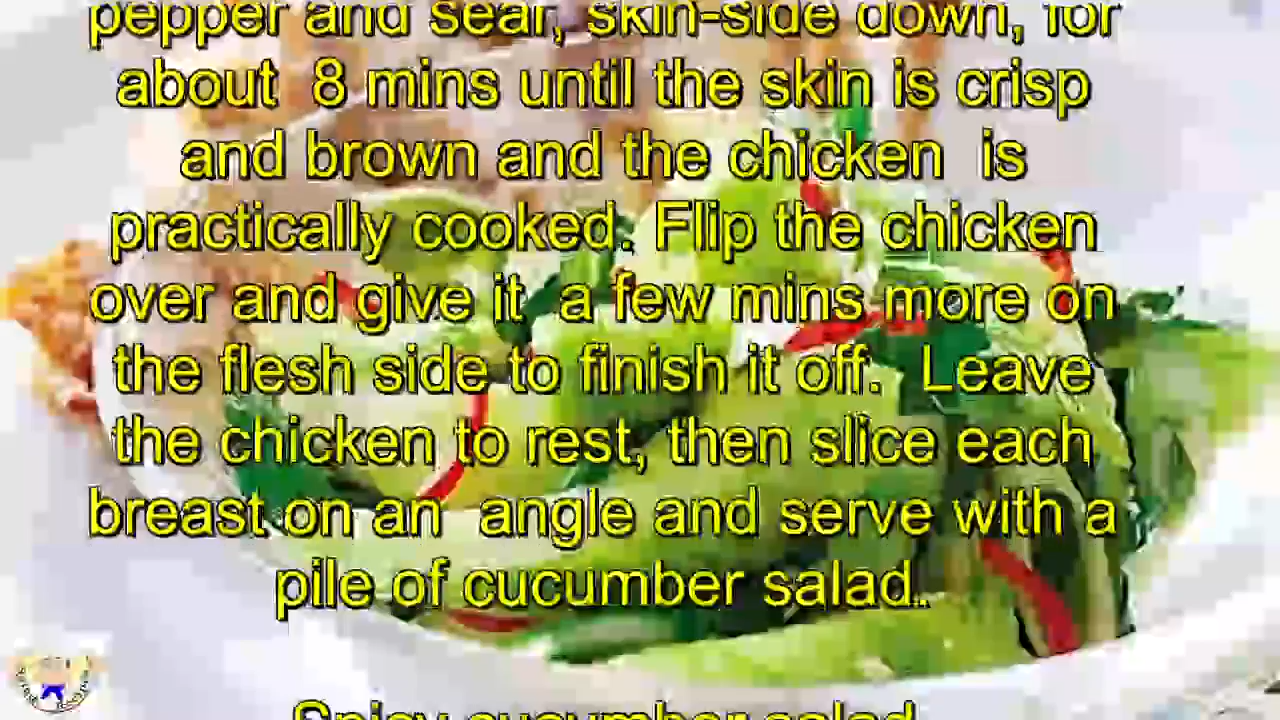 pepper and sear, skin-side down, for
about 8 mins until the skin is crisp
and brown and the chicken is
practically cooked. Flip the chicken
over and give it a few mins more on
the flesh side to finish it off. Leave
the chicken to rest, then slice each
breast on an angle and serve with a
pile of cucumber salad.
Spicy cucumber salad